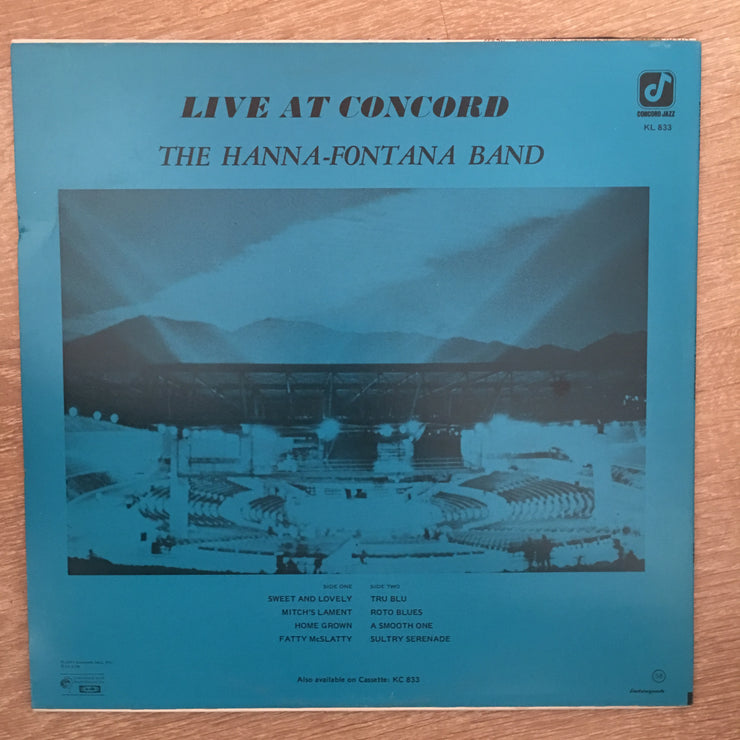 LIVE AT CONCORD
CONCORD JAZZ
KL 833
THE HANNA-FONTANA BAND
SIDE ONE
SWEET AND LOVELY
MITCH'S LAMENT
HOME GROWN
FATTY McSLATTY
SIDE TWO
TRU BLU
ROTO BLUES
A SMOOTH ONE
SULTRY SERENADE
Also available on Cassette: KC 833